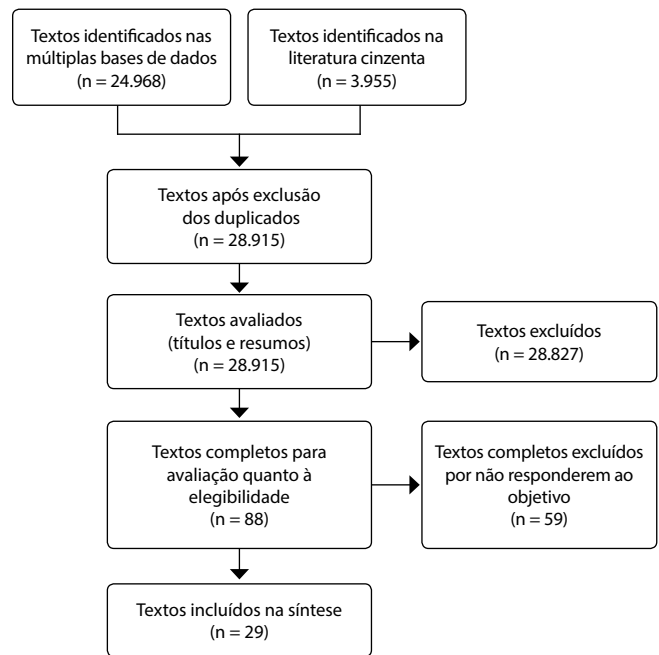 Textos identificados nas
múltiplas bases de dados
(n = 24.968)
Textos identificados na
literatura cinzenta
(n = 3.955)
Textos após exclusão
dos duplicados
(n = 28.915)
Textos avaliados
(títulos e resumos)
(n = 28.915)
Textos excluídos
(n = 28.827)
Textos completos para
avaliação quanto à
elegibilidade
(n = 88)
Textos completos excluídos
por não responderem ao
objetivo
(n = 59)
Textos incluídos na síntese
(n = 29)